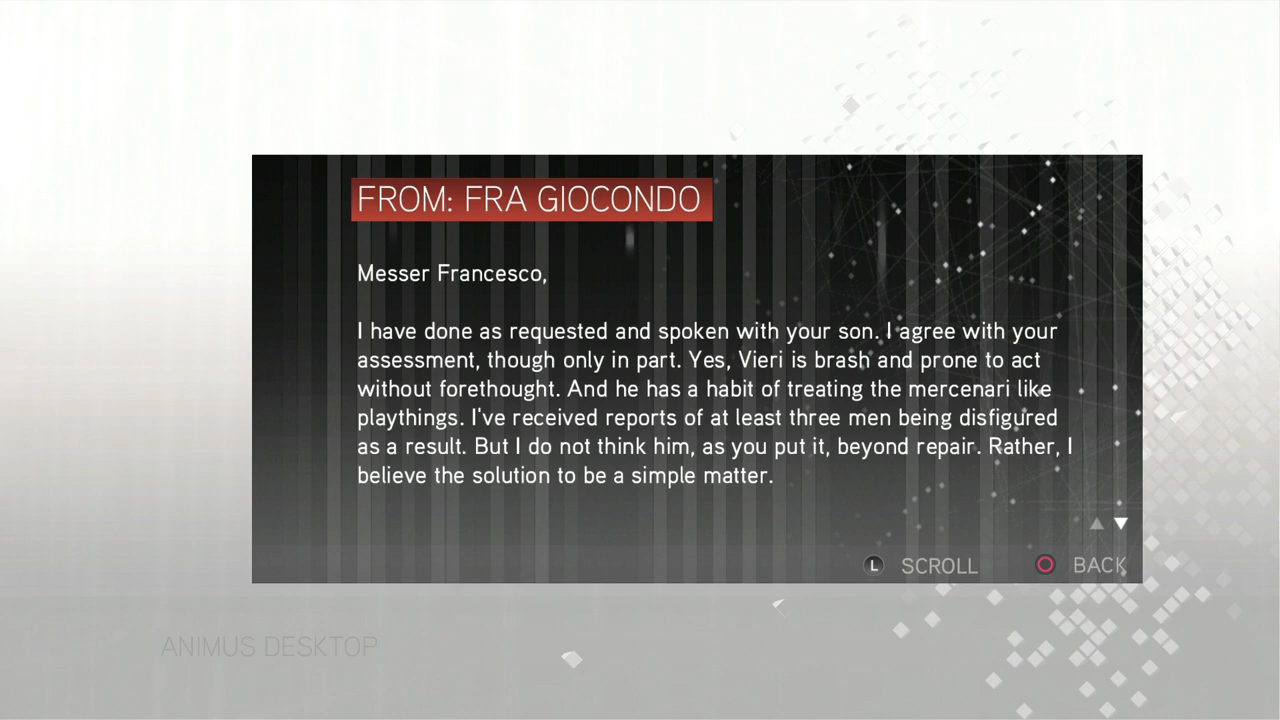 FROM: FRA GIOCONDO
Messer Francesco,
I have done as requested and spoken with your son. I agree with your
assessment, though only in part. Yes, Vieri is brash and prone to act
without forethought. And he has a habit of treating the mercenari like
playthings. I've received reports of at least three men being disfigured
as a result. But I do not think him, as you put it, beyond repair. Rather, I
believe the solution to be a simple matter.
L SCROLL BACK
ANIMUS DESKTOP